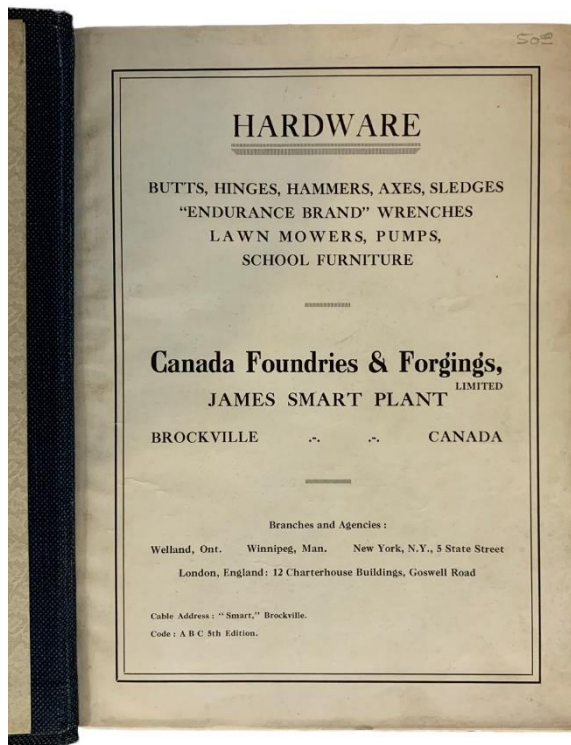 50.00
HARDWARE
BUTTS, HINGES, HAMMERS, AXES, SLEDGES
"ENDURANCE BRAND" WRENCHES
LAWN MOWERS, PUMPS,
SCHOOL FURNITURE
Canada Foundries & Forgings,
LIMITED
JAMES SMART PLANT
BROCKVILLE .-. .-. CANADA
Branches and Agencies :
Welland, Ont. Winnipeg, Man. New York, N.Y., 5 State Street
London, England: 12 Charterhouse Buildings, Goswell Road
Cable Address : "Smart," Brockville.
Code : A B C 5th Edition.